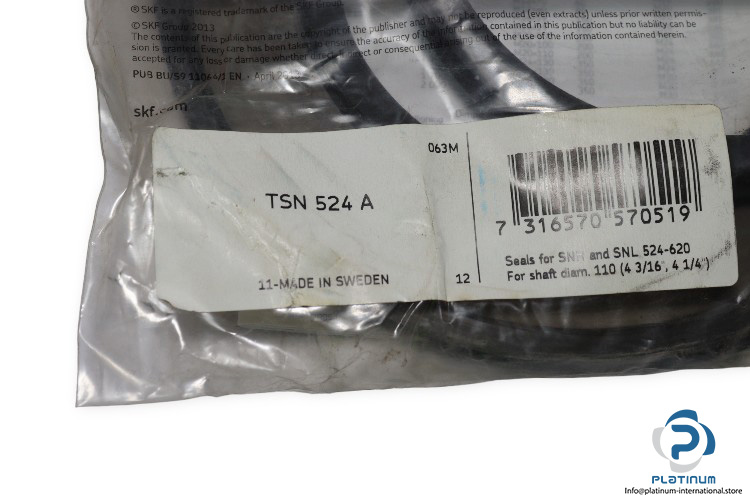 ® SKF is a registered trademark of the SKF Group.
© SKF Group 2013
The contents of this publication are the copyright of the publisher and may not be reproduced (even extracts) unless prior written permis-
sion is granted. Every care has been taken to ensure the accuracy of the information contained in this publication but no liability can be
accepted for any loss or damage whether direct or consequential arising out of the use of the information contained herein.
PUB BU/S9 11064/1 EN · April
skf.com
063M
TSN 524 A
7 316570 570519
Seals for and SNL 524-620
For shaft diam. 110 (4 3/16", 4 1/4")
11-MADE IN SWEDEN
12
PLATINUM
Info@platinum-international.store